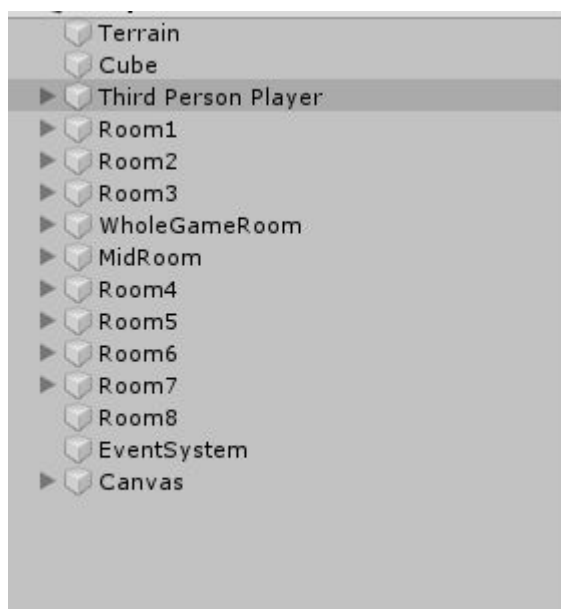 Terrain
Cube
Third Person Player
Room1
Room2
Room3
WholeGameRoom
MidRoom
Room4
Room5
Room6
Room7
Room8
EventSystem
Canvas